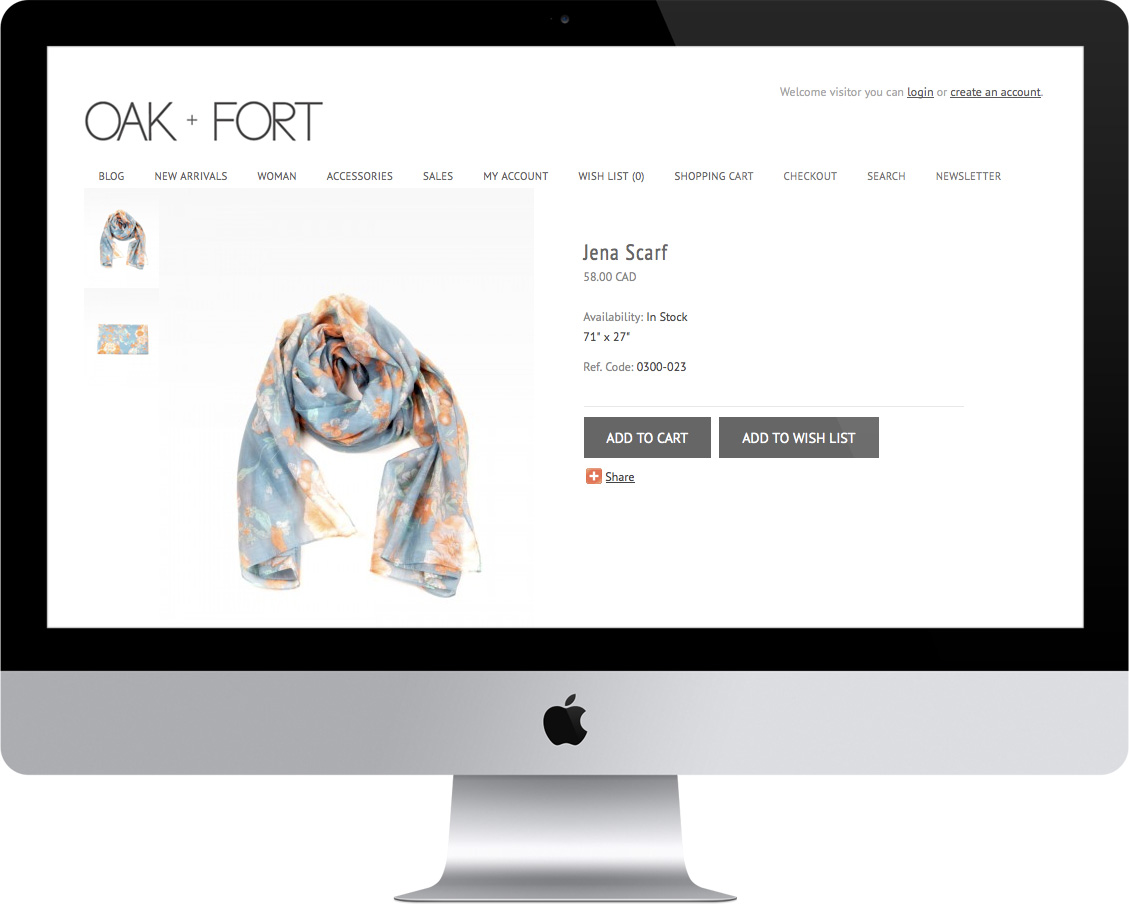 Welcome visitor you can login or create an account.
OAK + FORT
BLOG NEW ARRIVALS WOMAN ACCESSORIES SALES MY ACCOUNT WISH LIST (0) SHOPPING CART CHECKOUT SEARCH NEWSLETTER
Jena Scarf
58.00 CAD
Availability: In Stock
71" x 27"
Ref. Code: 0300-023
ADD TO CART ADD TO WISH LIST
Share